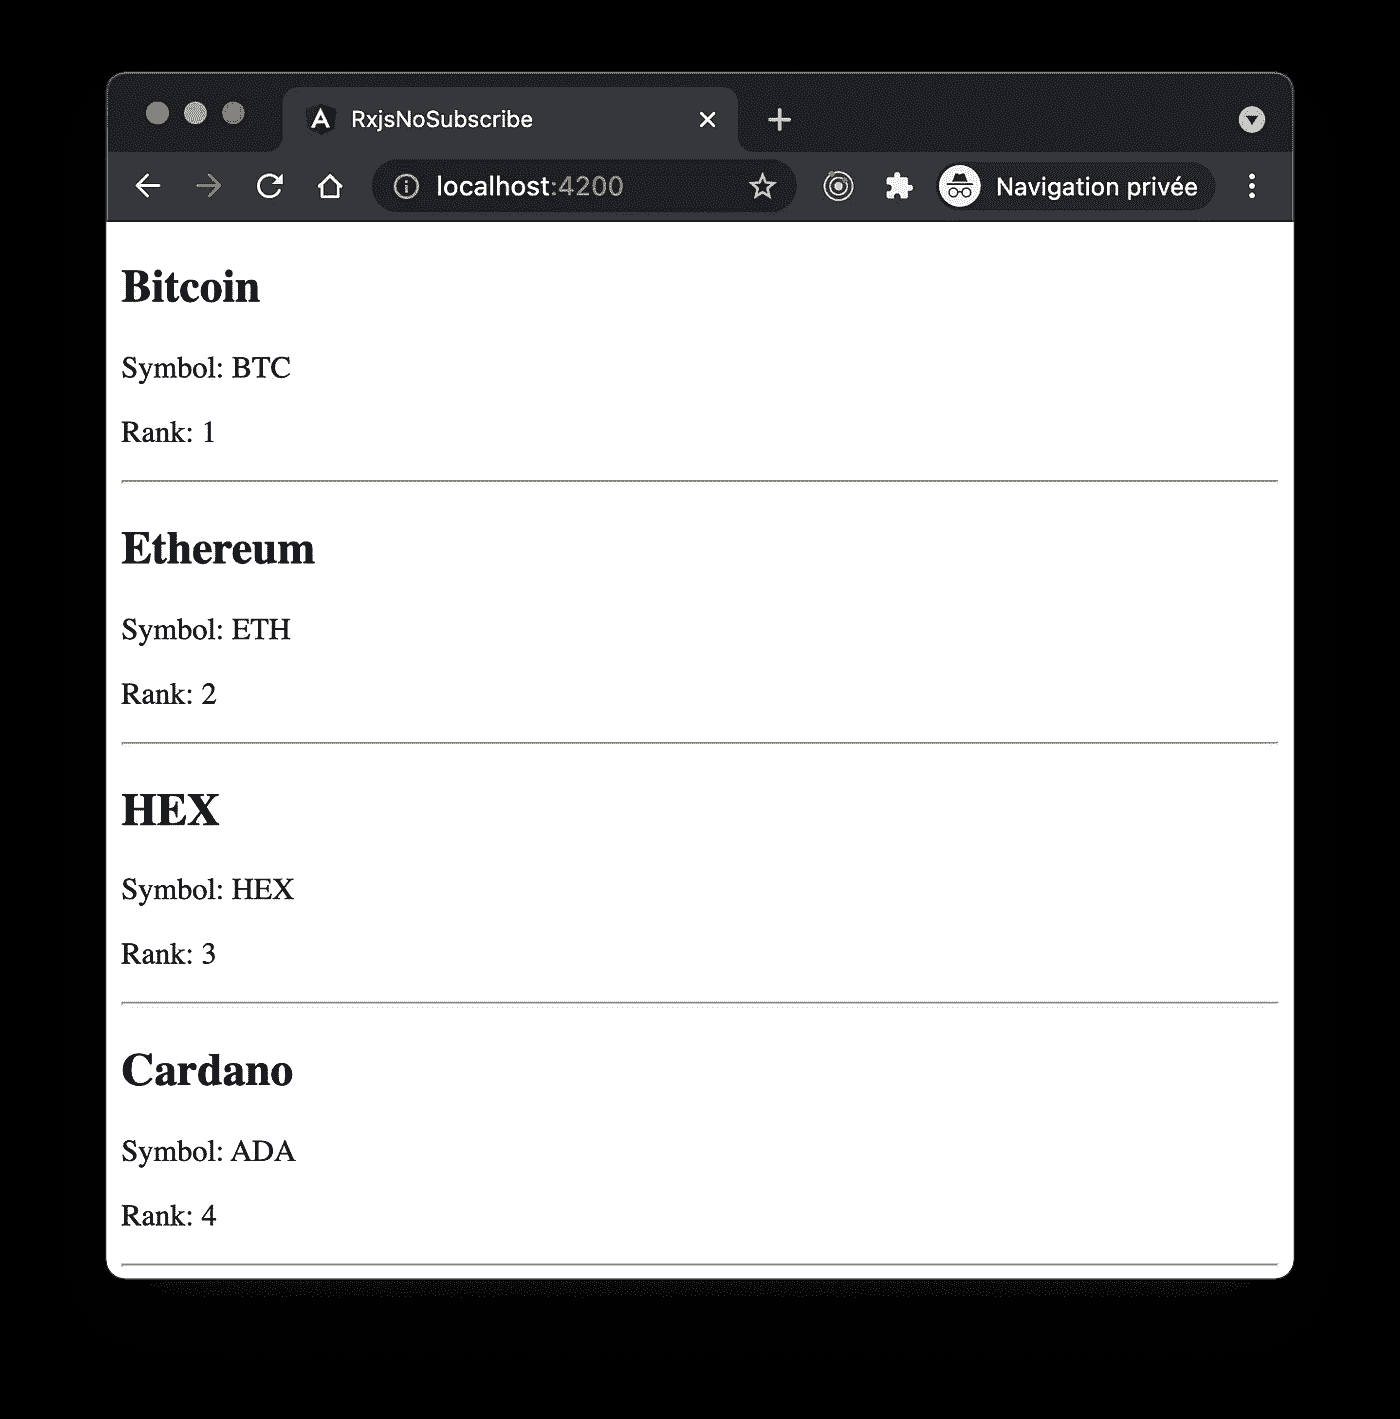 RxjsNoSubscribe
localhost:4200
Navigation privée
Bitcoin
Symbol: BTC
Rank: 1
Ethereum
Symbol: ETH
Rank: 2
HEX
Symbol: HEX
Rank: 3
Cardano
Symbol: ADA
Rank: 4